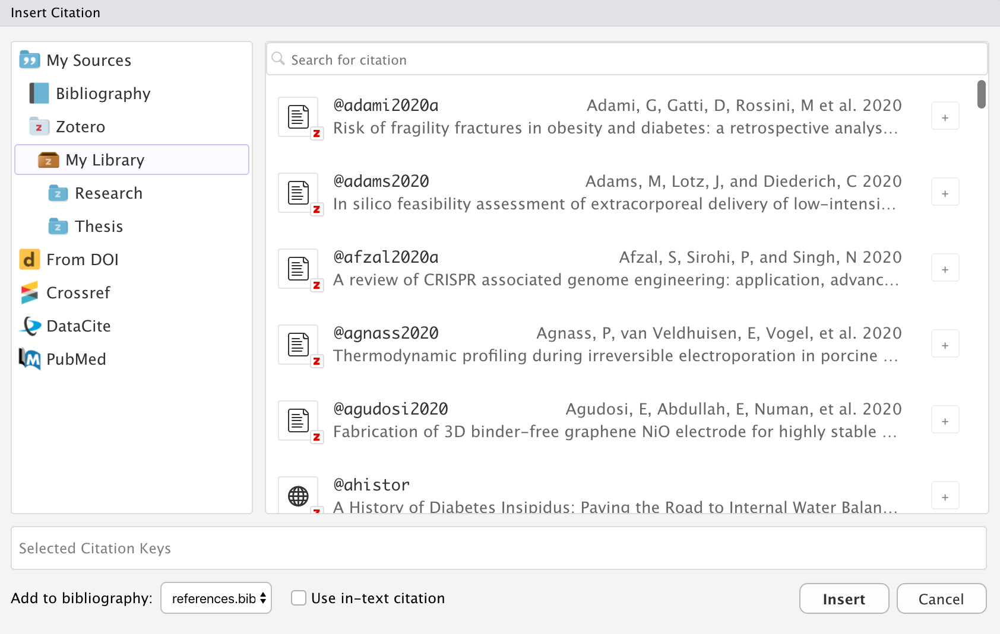 Insert Citation
My Sources
Bibliography
Zotero
My Library
Research
Thesis
From DOI
Crossref
DataCite
PubMed
Search for citation
@adami2020a Adami, G, Gatti, D, Rossini, M et al. 2020
Risk of fragility fractures in obesity and diabetes: a retrospective analys...
@adams2020 Adams, M, Lotz, J, and Diederich, C 2020
In silico feasibility assessment of extracorporeal delivery of low-intensi...
@afzal2020a Afzal, S, Sirohi, P, and Singh, N 2020
A review of CRISPR associated genome engineering: application, advanc...
@agnass2020 Agnass, P, van Veldhuisen, E, Vogel, et al. 2020
Thermodynamic profiling during irreversible electroporation in porcine ...
@agudosi2020 Agudosi, E, Abdullah, E, Numan, et al. 2020
Fabrication of 3D binder-free graphene NiO electrode for highly stable ...
@ahistor
A History of Diabetes Insipidus: Paving the Road to Internal Water Balan...
Selected Citation Keys
Add to bibliography: references.bib Use in-text citation Insert Cancel